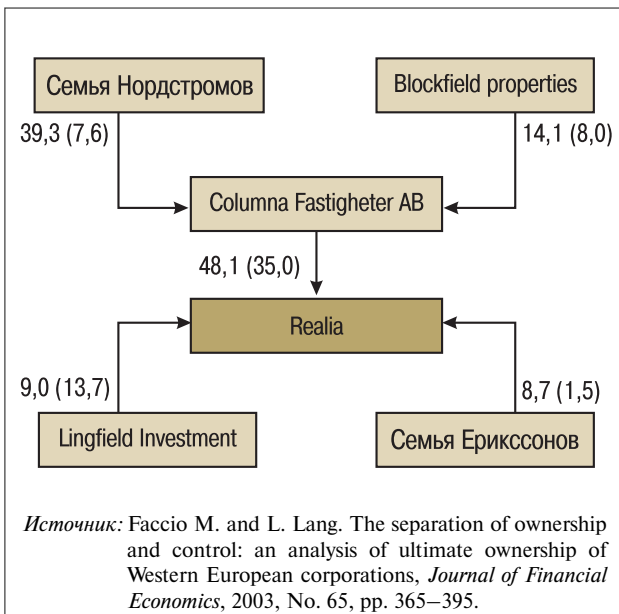 Семья Нордстромов
Blockfield properties
39,3 (7,6)
14,1 (8,0)
Columna Fastigheter AB
48,1 (35,0)
Realia
9,0 (13,7)
8,7 (1,5)
Lingfield Investment
Семья Ерикссонов
Источник: Faccio M. and L. Lang. The separation of ownership
and control: an analysis of ultimate ownership of
Western European corporations, Journal of Financial
Economics, 2003, No. 65, pp. 365–395.